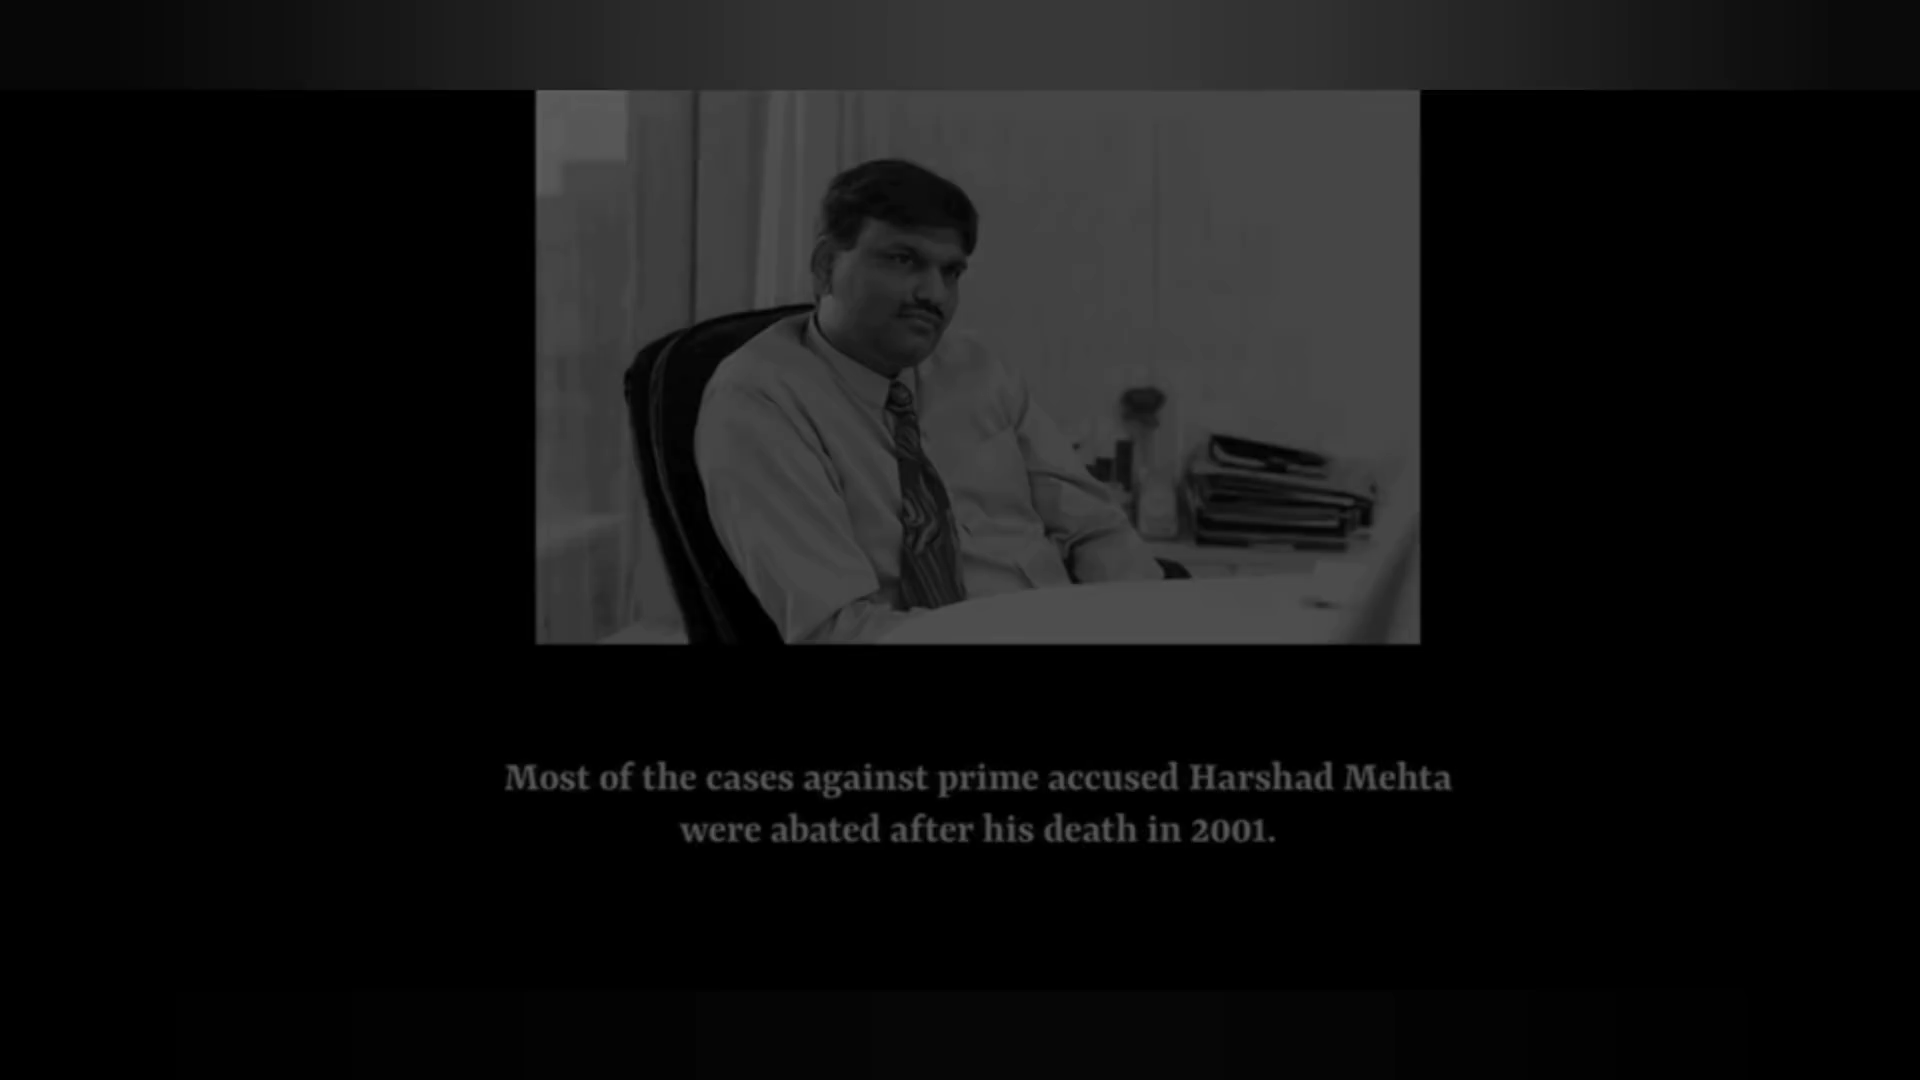 Most of the cases against prime accused Harshad Mehta
were abated after his death in 2001.